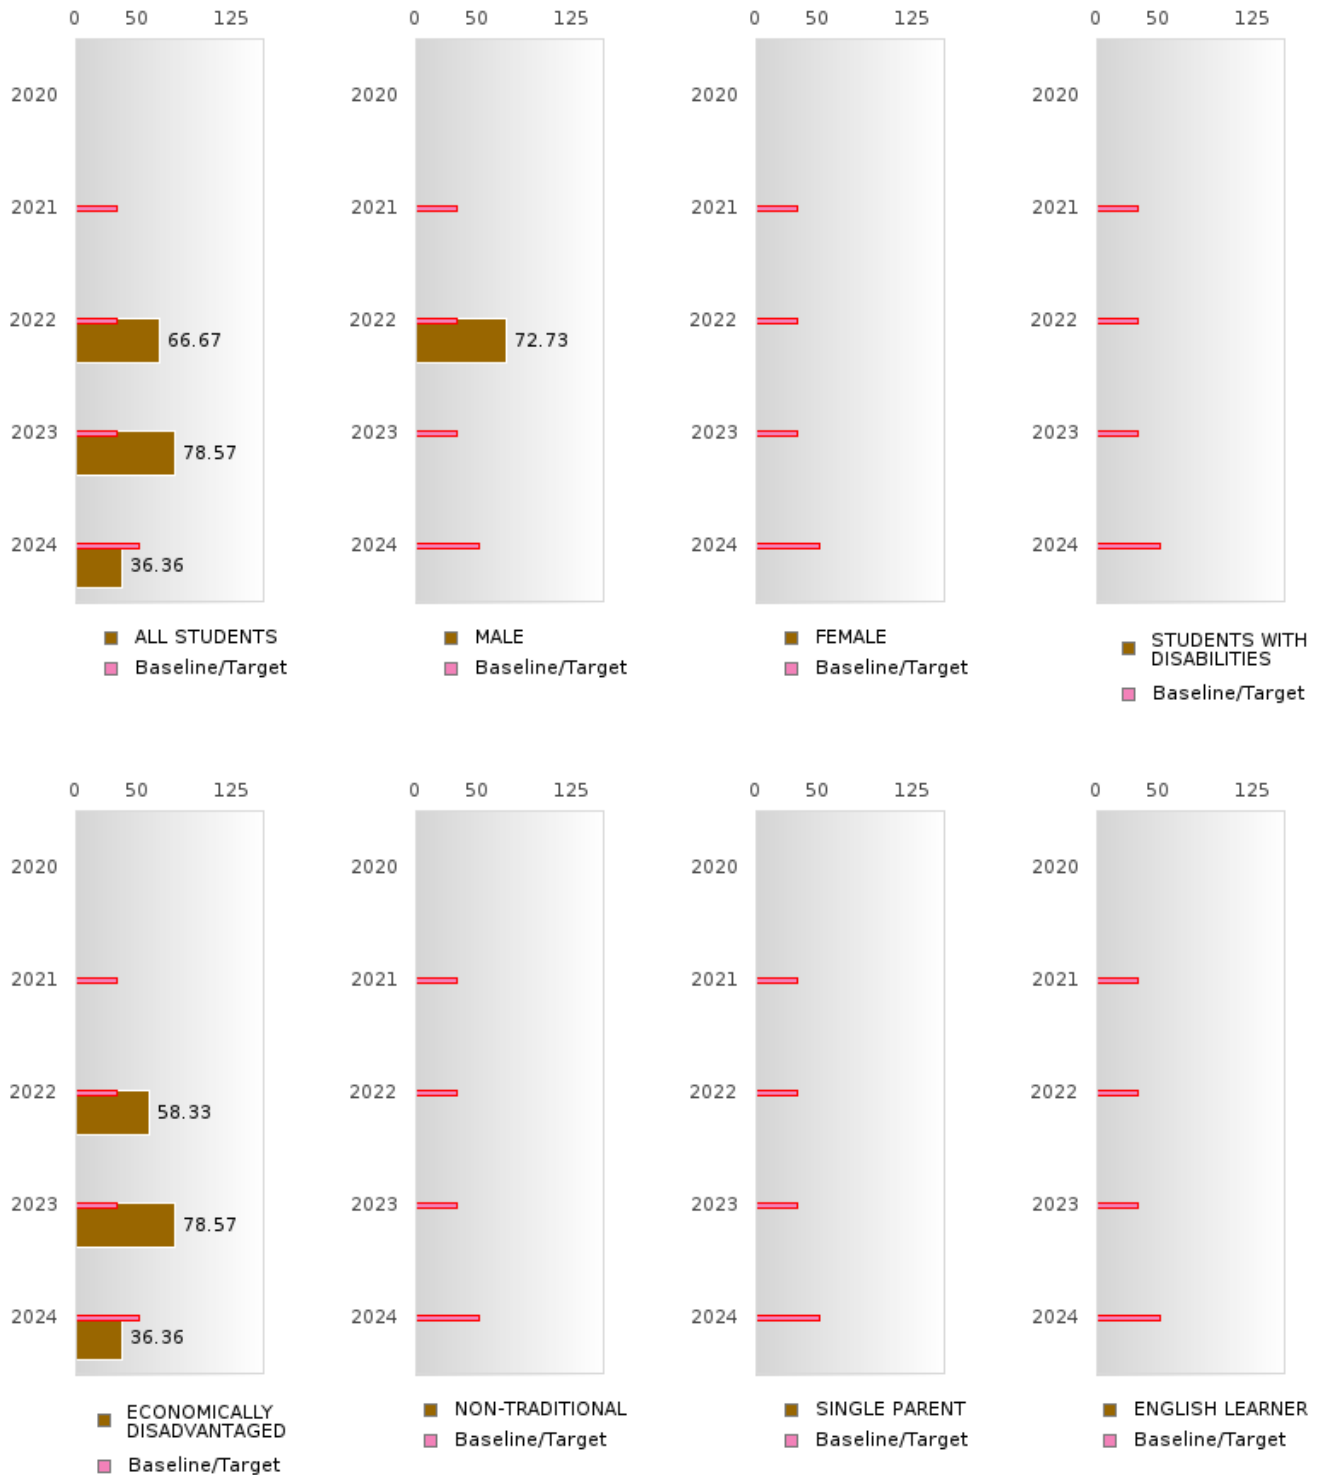 0 50 125
2020
2021
2022
66.67
2023
78.57
2024
36.36
ALL STUDENTS
Baseline/Target
0 50 125
2020
2021
2022
72.73
2023
2024
MALE
Baseline/Target
0 50 125
2020
2021
2022
2023
2024
FEMALE
Baseline/Target
0 50 125
2020
2021
2022
2023
2024
STUDENTS WITH
DISABILITIES
Baseline/Target
0 50 125
2020
2021
2022
58.33
2023
78.57
2024
36.36
ECONOMICALLY
DISADVANTAGED
Baseline/Target
0 50 125
2020
2021
2022
2023
2024
NON-TRADITIONAL
Baseline/Target
0 50 125
2020
2021
2022
2023
2024
SINGLE PARENT
Baseline/Target
0 50 125
2020
2021
2022
2023
2024
ENGLISH LEARNER
Baseline/Target